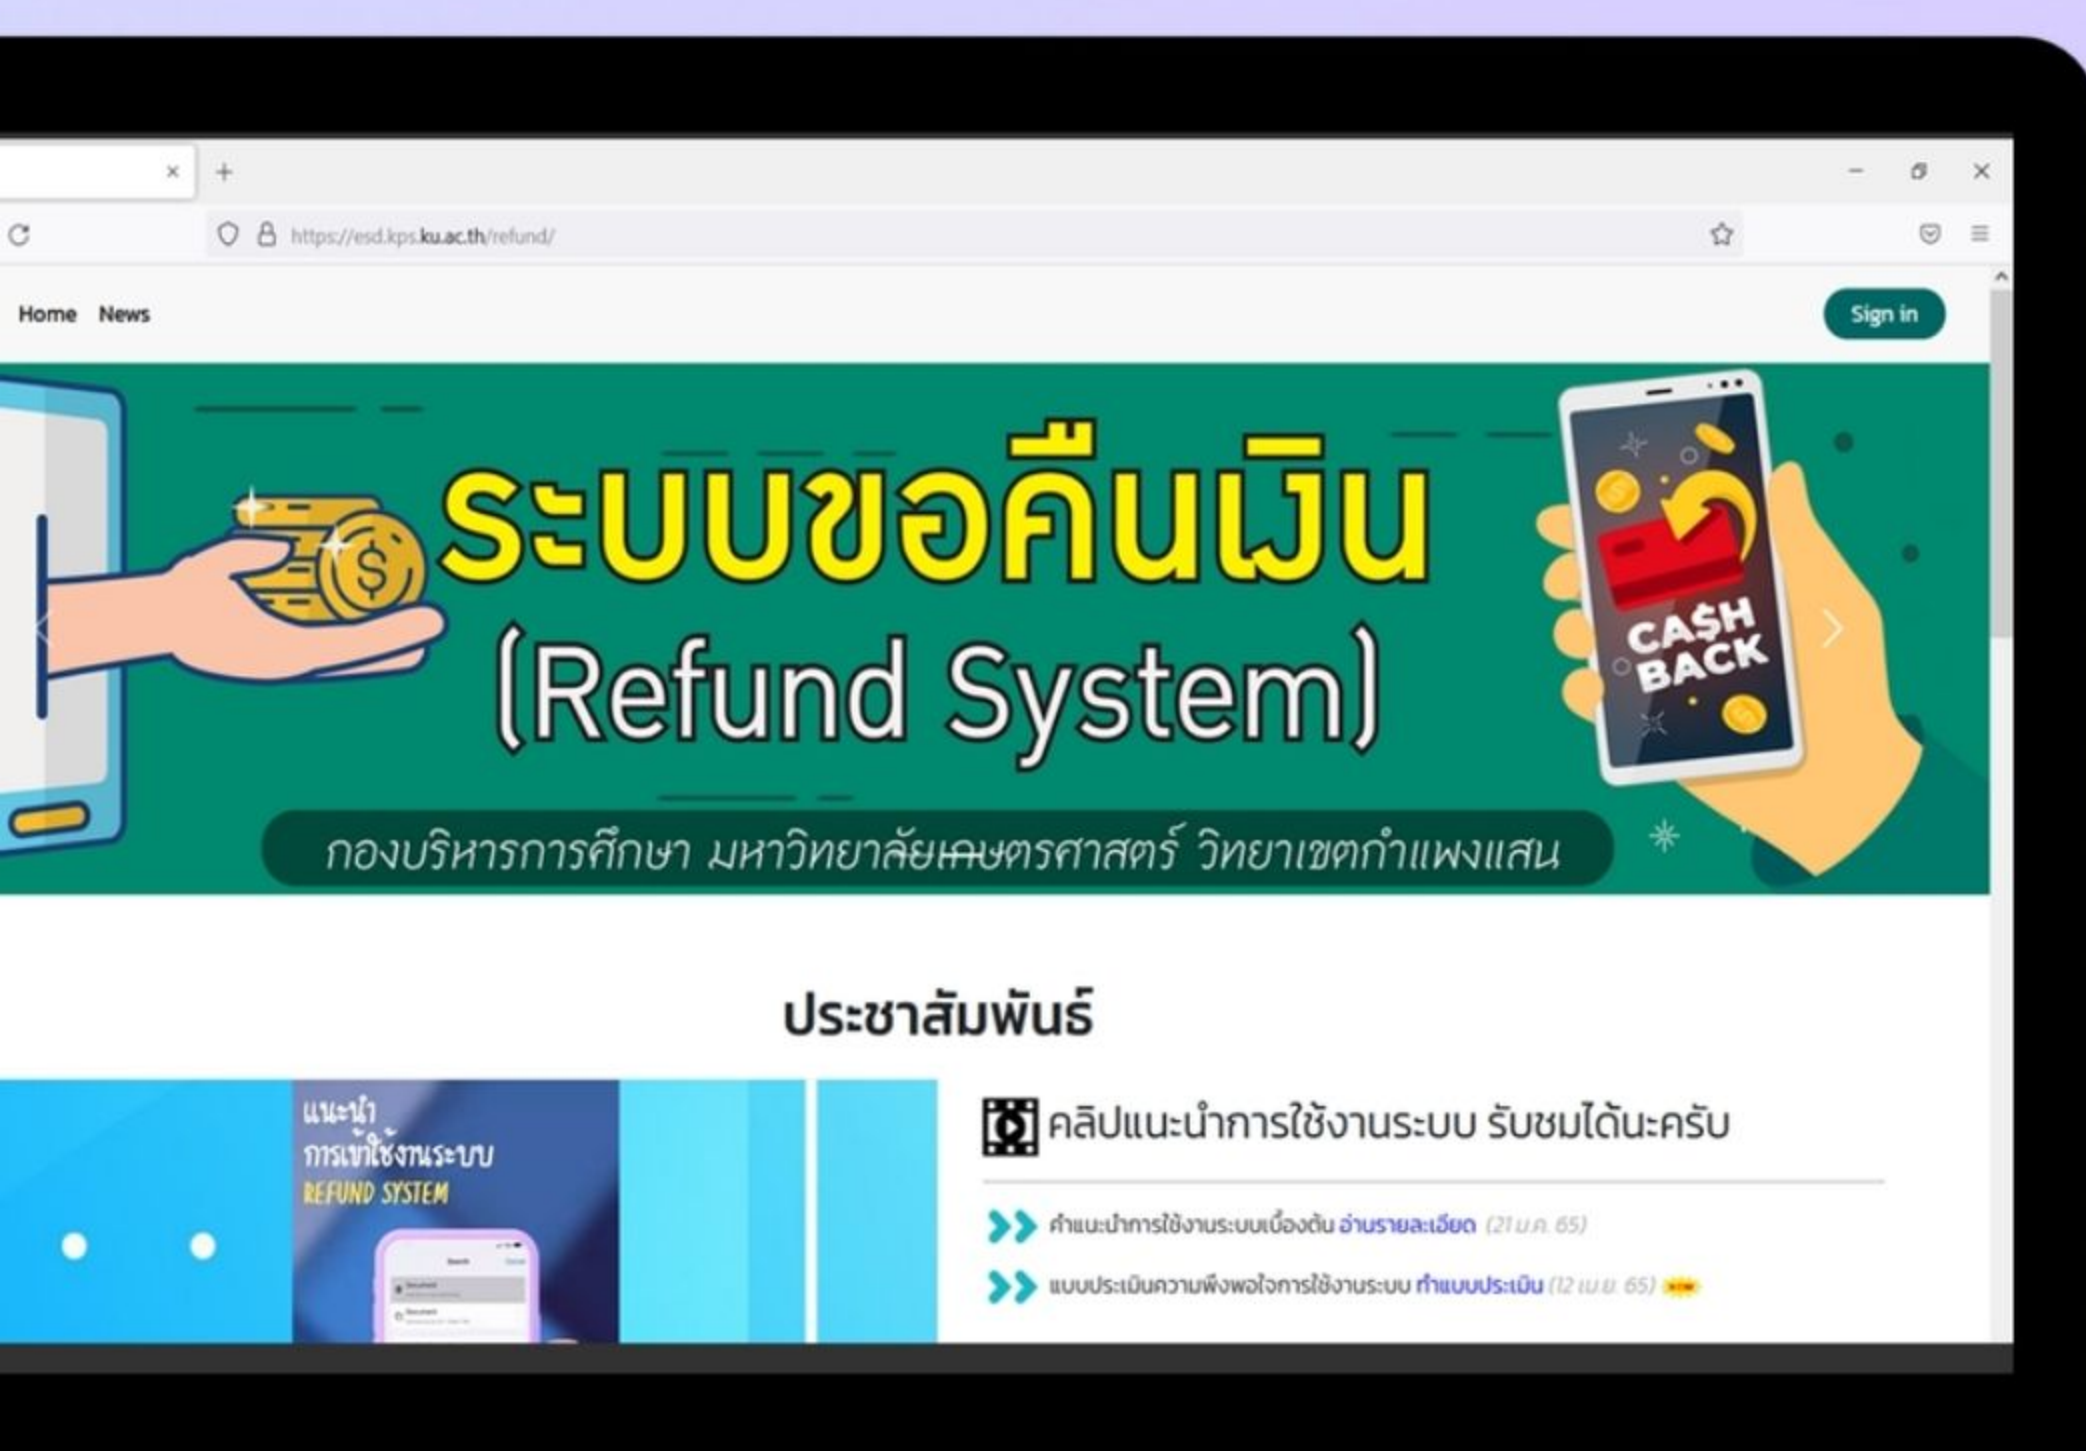 https://esd.kps.ku.ac.th/refund/
Home News
Sign in
ระบบขอคืนเงิน
(Refund System)
CA$H
BACK
กองบริหารการศึกษา มหาวิทยาลัยเกษตรศาสตร์ วิทยาเขตกำแพงแสน
ประชาสัมพันธ์
แนะนำ
การเข้าใช้งานระบบ
REFUND SYSTEM
Search
Document
Document
คลิปแนะนำการใช้งานระบบ รับชมได้นะครับ
คำแนะนำการใช้งานระบบเบื้องต้น อ่านรายละเอียด (21 ม.ค. 65)
แบบประเมินความพึงพอใจการใช้งานระบบ ทำแบบประเมิน (12 เม.ย. 65) NEW